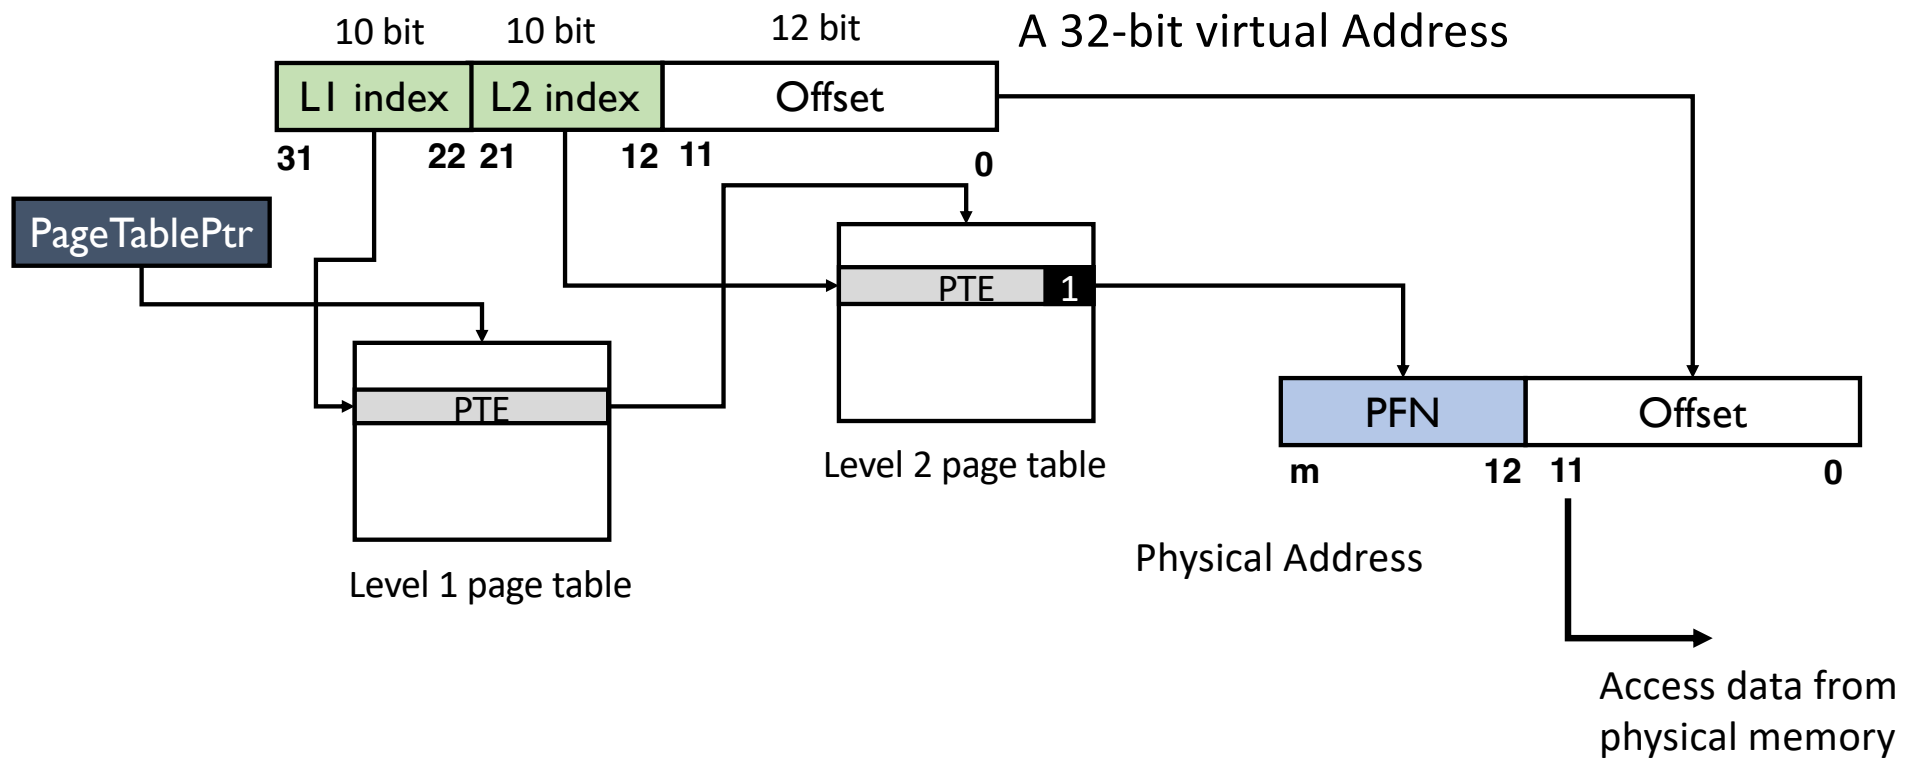 10 bit
10 bit
12 bit
A 32-bit virtual Address
L1 index
L2 index
Offset
31
22
21
12
11
0
PageTablePtr
PTE
1
PTE
PFN
Offset
Level 2 page table
m
12
11
0
Physical Address
Level 1 page table
Access data from
physical memory